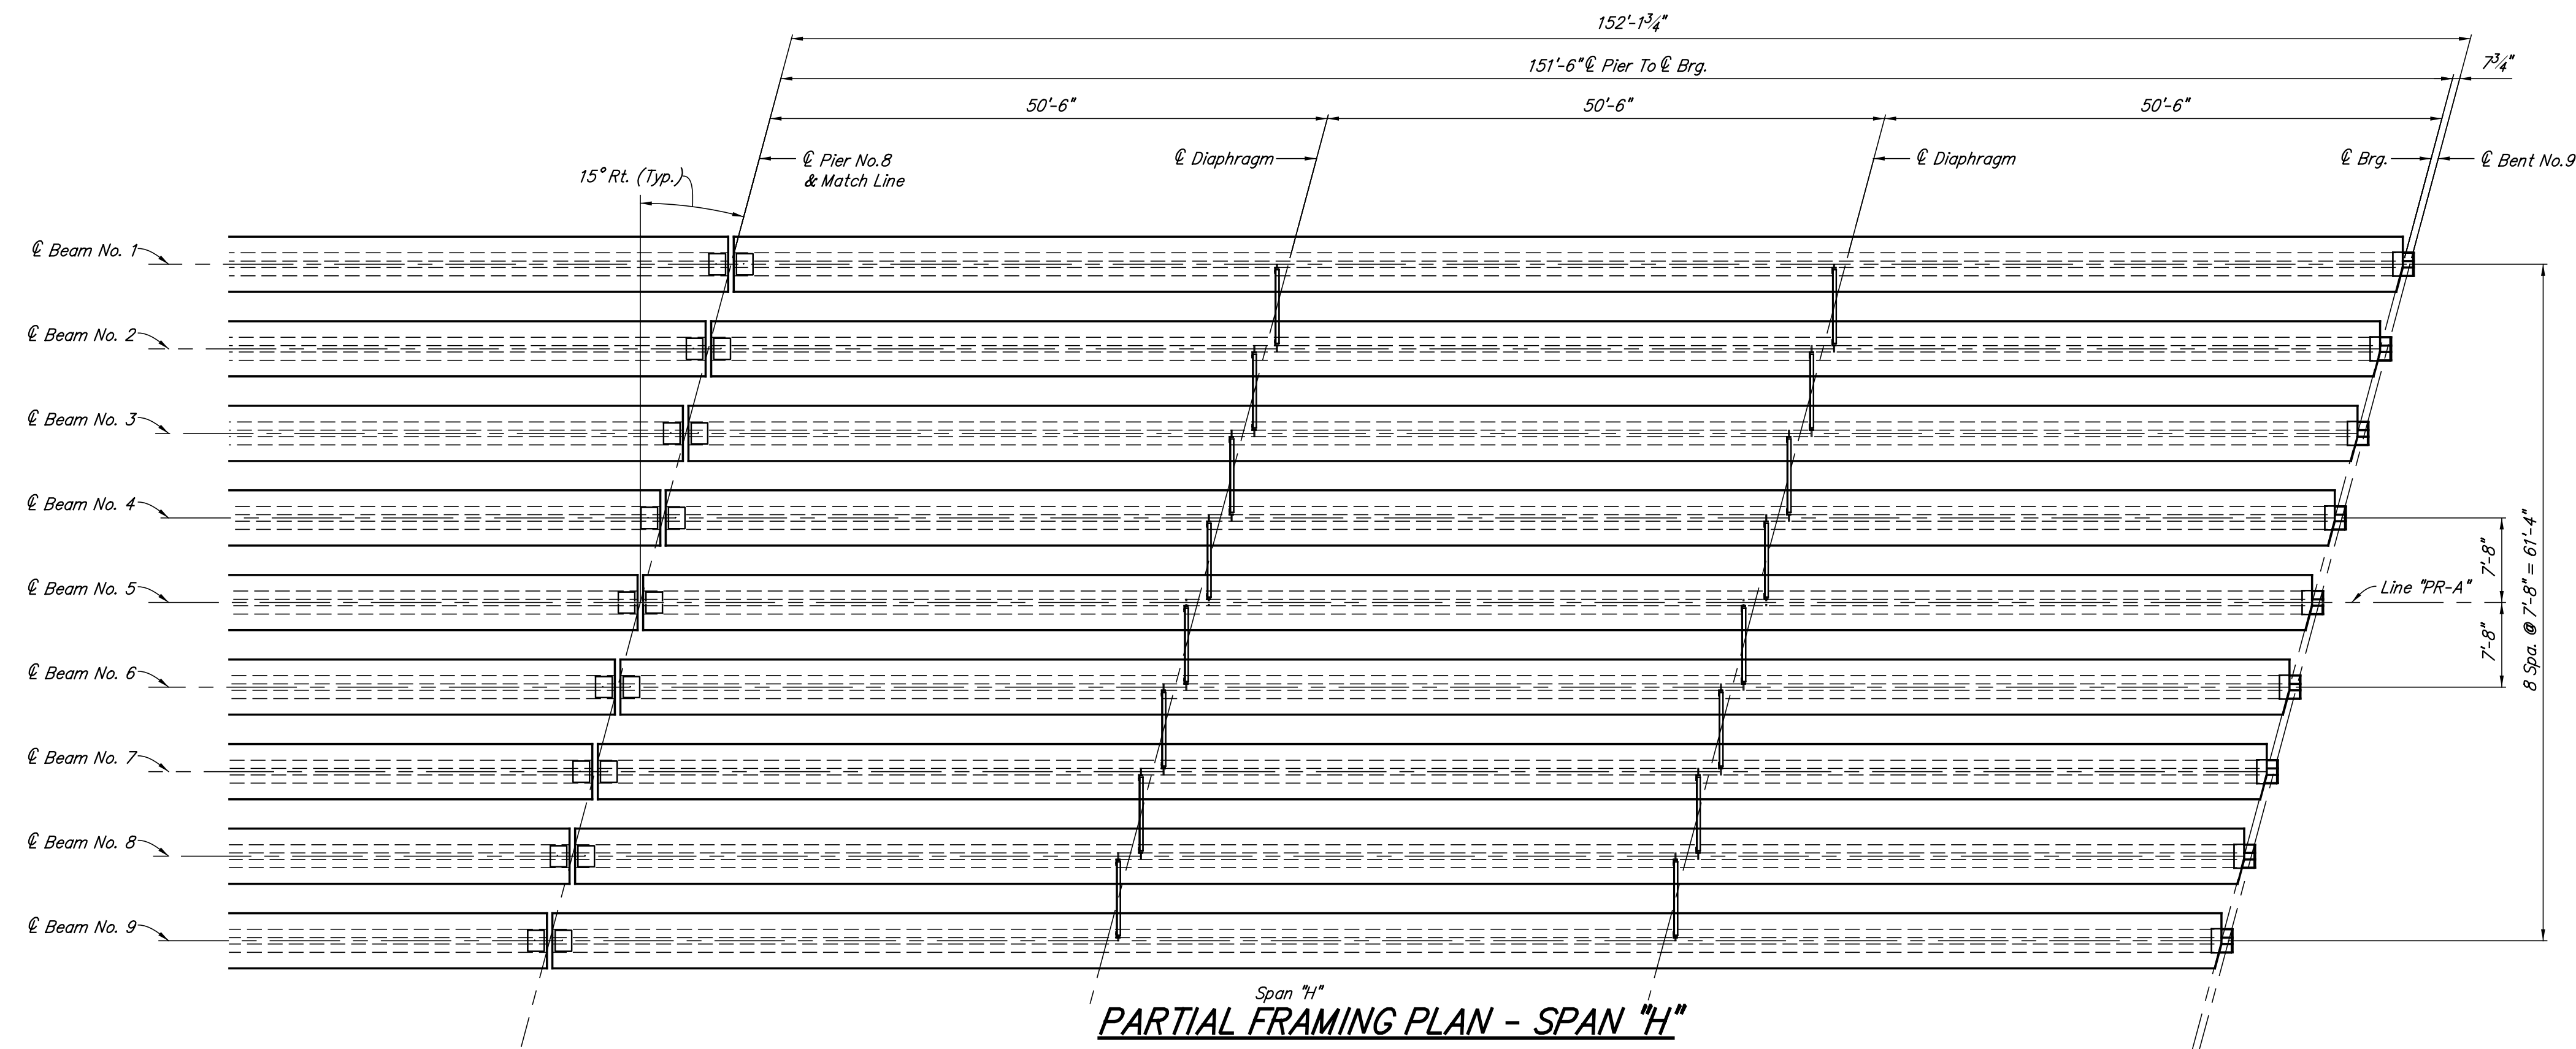 152'-1¾"
151'-6" ℄ Pier To ℄ Brg.
7¾"
50'-6"
50'-6"
50'-6"
℄ Pier No.8
& Match Line
℄ Diaphragm
℄ Diaphragm
℄ Brg.
℄ Bent No.9
15° Rt. (Typ.)
℄ Beam No. 1
℄ Beam No. 2
℄ Beam No. 3
℄ Beam No. 4
℄ Beam No. 5
℄ Beam No. 6
℄ Beam No. 7
℄ Beam No. 8
℄ Beam No. 9
7'-8"
7'-8"
8 Spa. @ 7'-8" = 61'-4"
Line "PR-A"
Span "H"
PARTIAL FRAMING PLAN - SPAN "H"